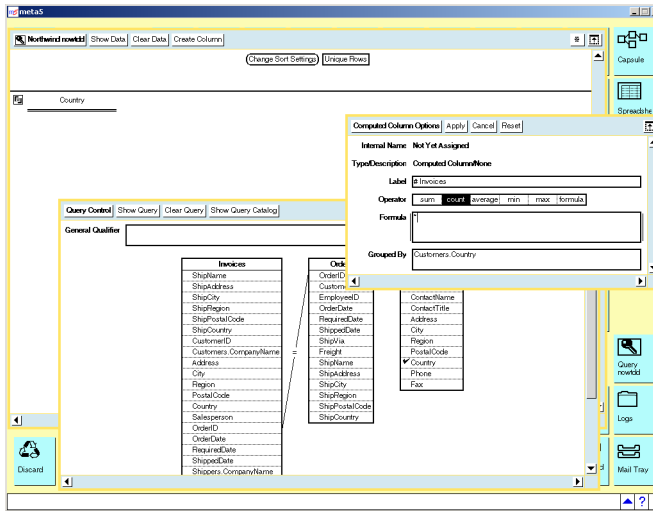 metaS
Northwind nowtdd Show Data Clear Data Create Column
Change Sort Settings Unique Rows
Country
Capsule
Computed Column Options Apply Cancel Reset
Internal Name Not Yet Assigned
Type/Description Computed Column/None
Label # Invoices
Operator sum count average min max formula
Formula *
Grouped By Customers.Country
Query Control Show Query Clear Query Show Query Catalog
General Qualifier
Invoices
ShipName
ShipAddress
ShipCity
ShipRegion
ShipPostalCode
ShipCountry
CustomerID
Customers.CompanyName
Address
City
Region
PostalCode
Country
Salesperson
OrderID
OrderDate
RequiredDate
ShippedDate
Shippers.CompanyName
=
OrderID
EmployeeID
OrderDate
RequiredDate
ShippedDate
ShipVia
Freight
ShipName
ShipAddress
ShipCity
ShipRegion
ShipPostalCode
ShipCountry
ContactName
ContactTitle
Address
City
Region
PostalCode
Country
Phone
Fax
Query
nowtdd
Logs
Discard
Mail Tray
?